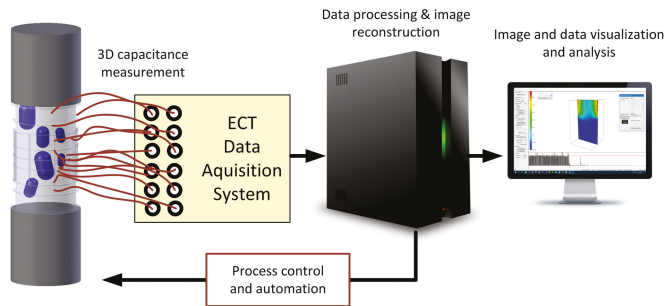 3D capacitance
measurement
ECT
Data
Aquisition
System
Data processing & image
reconstruction
Image and data visualization
and analysis
Process control
and automation